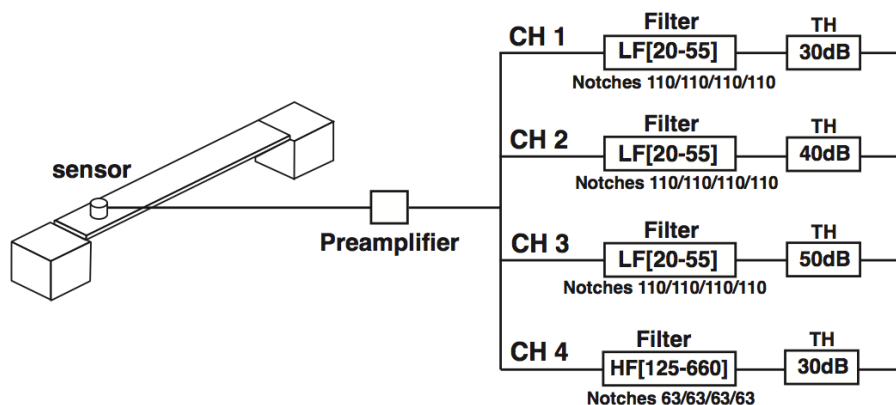 CH 1
Filter
LF[20-55]
Notches 110/110/110/110
TH
30dB
CH 2
Filter
LF[20-55]
Notches 110/110/110/110
TH
40dB
sensor
Preamplifier
CH 3
Filter
LF[20-55]
Notches 110/110/110/110
TH
50dB
CH 4
Filter
HF[125-660]
Notches 63/63/63/63
TH
30dB